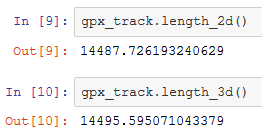 In [9]: gpx_track.length_2d()
Out[9]: 14487.726193240629
In [10]: gpx_track.length_3d()
Out[10]: 14495.595071043379